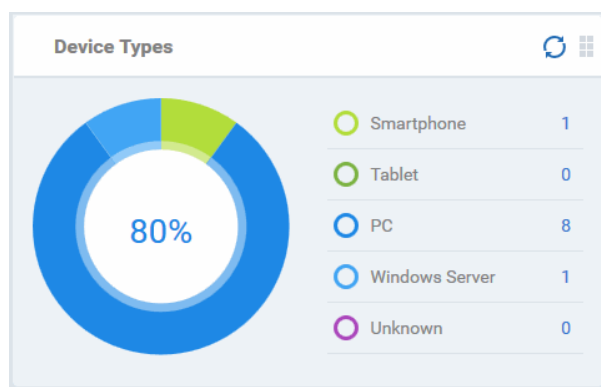 Device Types
80%
Smartphone 1
Tablet 0
PC 8
Windows Server 1
Unknown 0